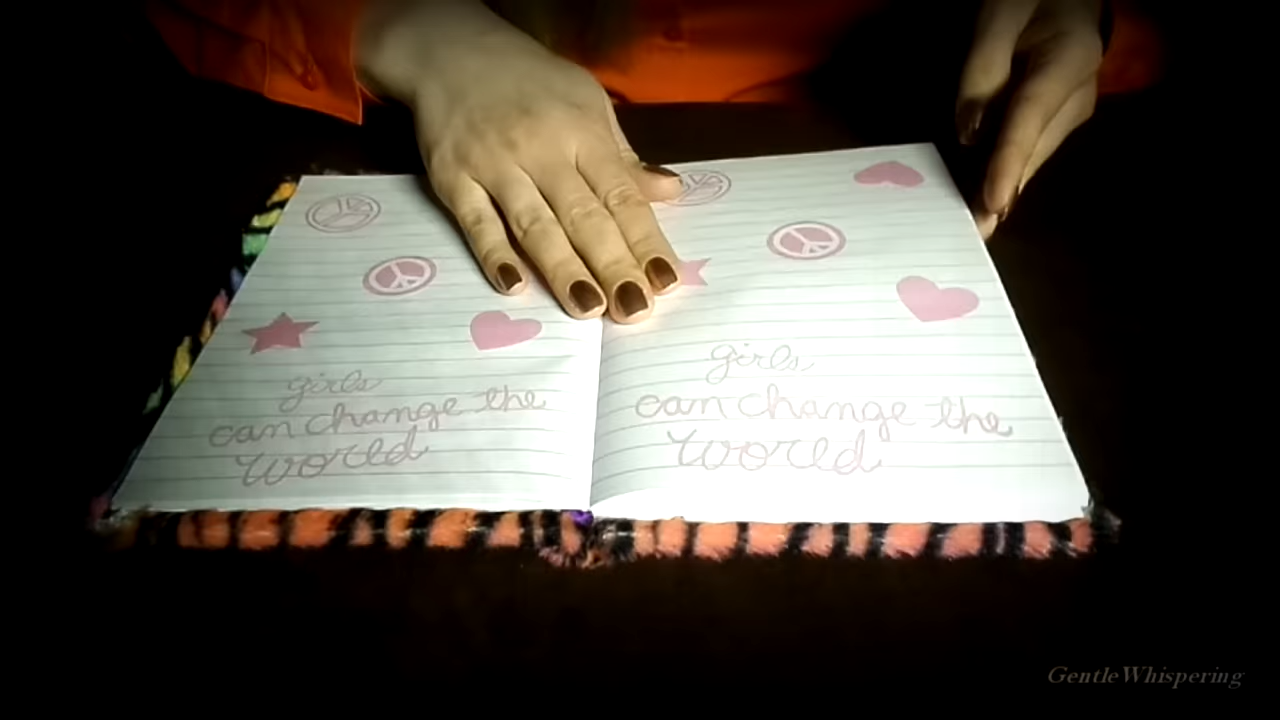 girls
can change the
world
girls
can change the
world
GentleWhispering